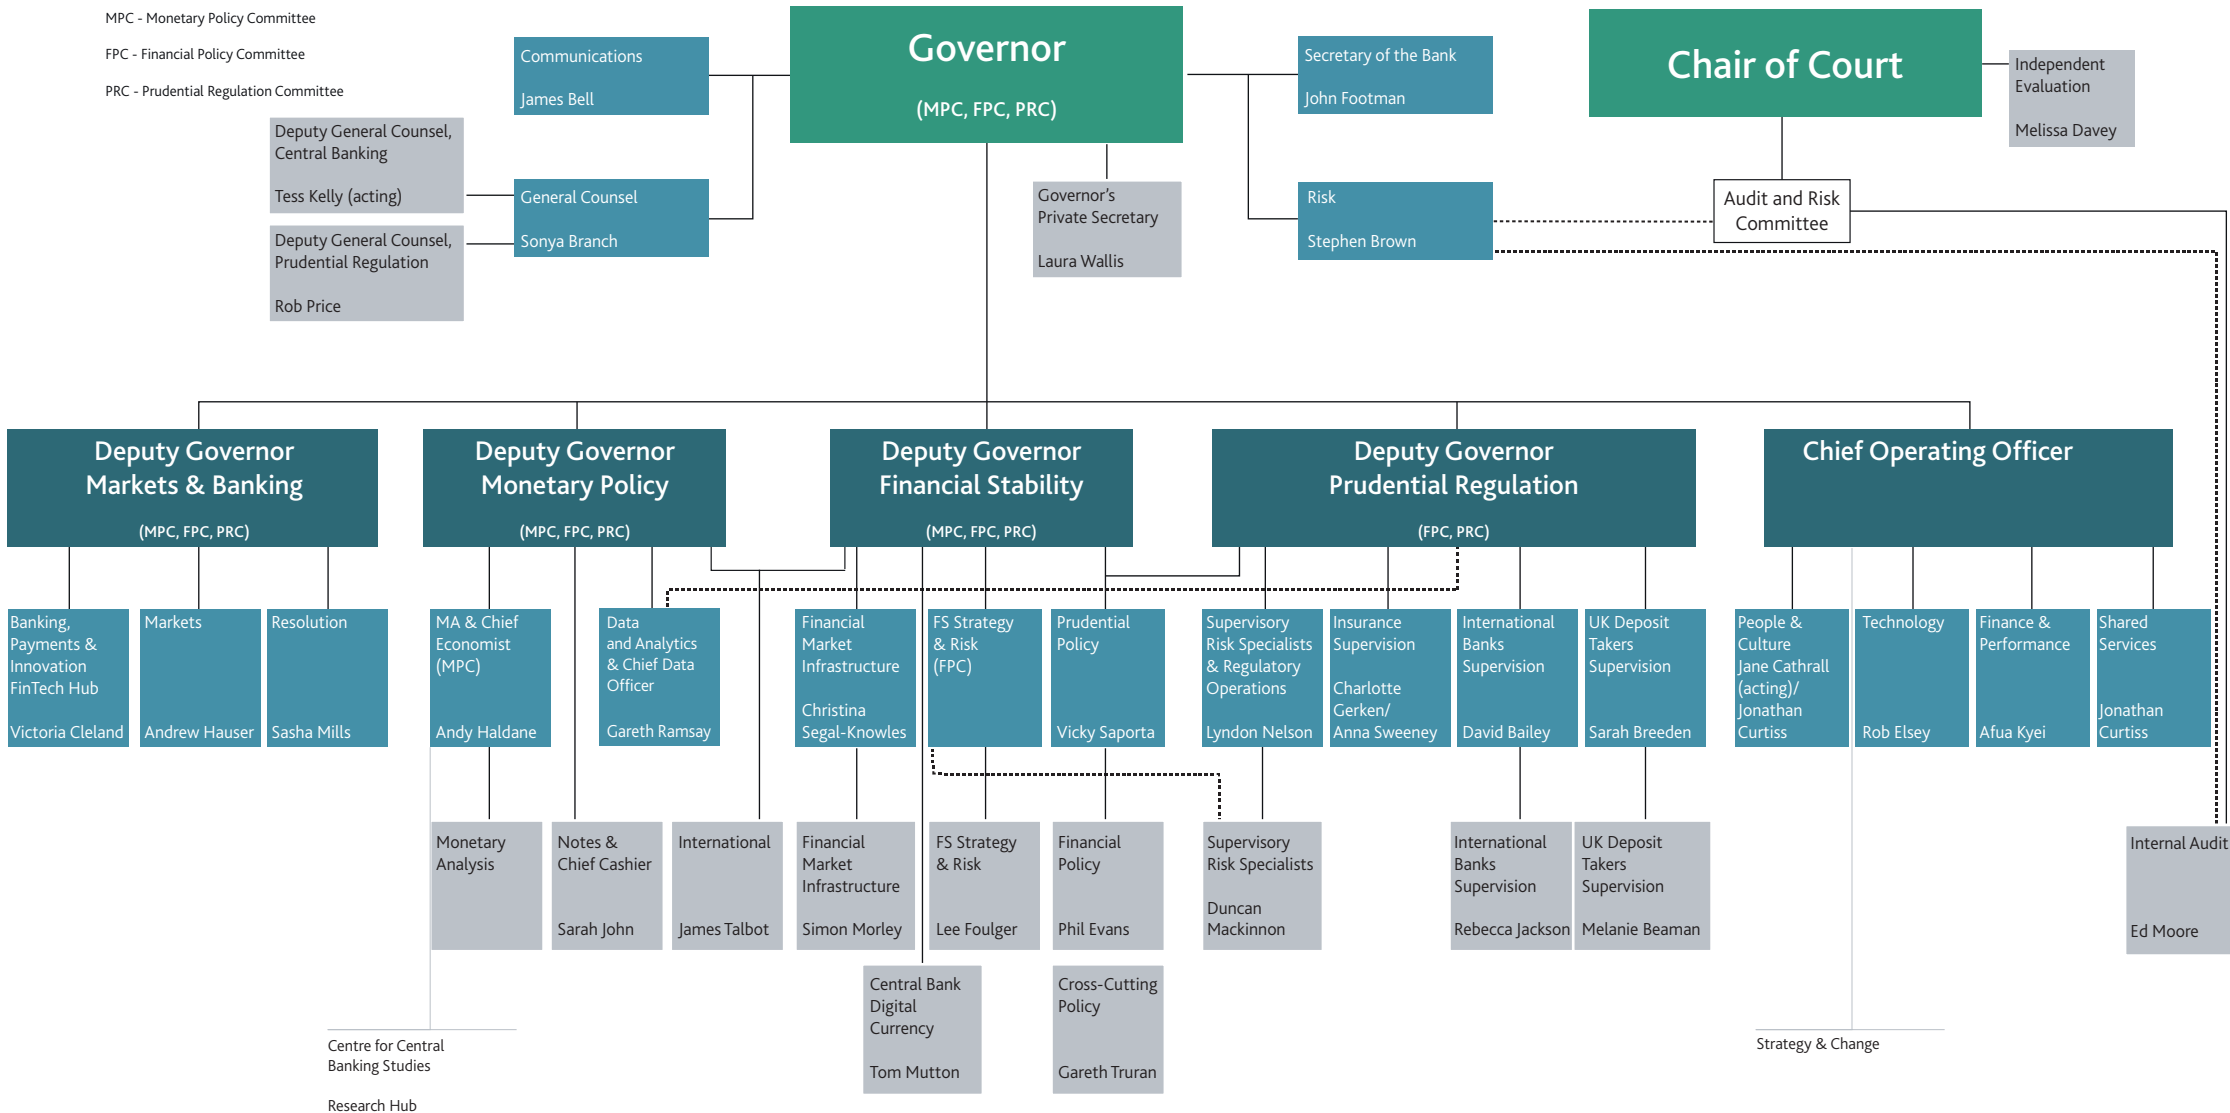 MPC - Monetary Policy Committee
FPC - Financial Policy Committee
PRC - Prudential Regulation Committee
Communications
James Bell
Governor
(MPC, FPC, PRC)
Secretary of the Bank
John Footman
Chair of Court
Independent
Evaluation
Melissa Davey
Deputy General Counsel,
Central Banking
Tess Kelly (acting)
General Counsel
Sonya Branch
Deputy General Counsel,
Prudential Regulation
Rob Price
Governor’s
Private Secretary
Laura Wallis
Risk
Stephen Brown
Audit and Risk
Committee
Deputy Governor
Markets & Banking
(MPC, FPC, PRC)
Deputy Governor
Monetary Policy
(MPC, FPC, PRC)
Deputy Governor
Financial Stability
(MPC, FPC, PRC)
Deputy Governor
Prudential Regulation
(FPC, PRC)
Chief Operating Officer
Banking,
Payments &
Innovation
FinTech Hub
Victoria Cleland
Markets
Andrew Hauser
Resolution
Sasha Mills
MA & Chief
Economist
(MPC)
Andy Haldane
Data
and Analytics
& Chief Data
Officer
Gareth Ramsay
Financial
Market
Infrastructure
Christina
Segal-Knowles
FS Strategy
& Risk
(FPC)
Prudential
Policy
Vicky Saporta
Supervisory
Risk Specialists
& Regulatory
Operations
Lyndon Nelson
Insurance
Supervision
Charlotte
Gerken/
Anna Sweeney
International
Banks
Supervision
David Bailey
UK Deposit
Takers
Supervision
Sarah Breeden
People &
Culture
Jane Cathrall
(acting)/
Jonathan
Curtiss
Technology
Rob Elsey
Finance &
Performance
Afua Kyei
Shared
Services
Jonathan
Curtiss
Monetary
Analysis
Notes &
Chief Cashier
Sarah John
International
James Talbot
Financial
Market
Infrastructure
Simon Morley
FS Strategy
& Risk
Lee Foulger
Financial
Policy
Phil Evans
Supervisory
Risk Specialists
Duncan
Mackinnon
International
Banks
Supervision
Rebecca Jackson
UK Deposit
Takers
Supervision
Melanie Beaman
Internal Audit
Ed Moore
Central Bank
Digital
Currency
Tom Mutton
Cross-Cutting
Policy
Gareth Truran
Centre for Central
Banking Studies
Research Hub
Strategy & Change